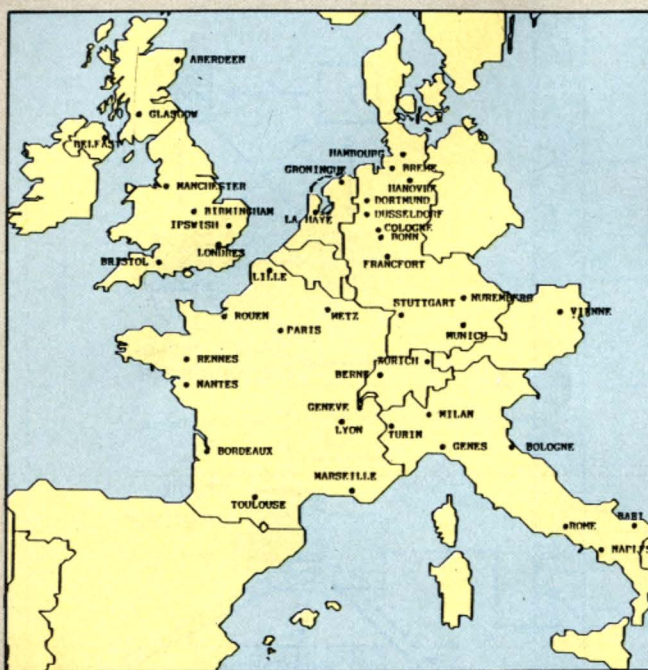 ABERDEEN
GLASGOW
BELFAST
HAMBOURG
BREME
GRONINGUE
HANOVRE
MANCHESTER
DORTMUND
BIRMINGHAM
DUSSELDORF
LA HAYE
IPSWISH
COLOGNE
BONN
LONDRES
BRISTOL
FRANCFORT
LILLE
NUREMBERG
STUTTGART
ROUEN
METZ
VIENNE
PARIS
MUNICH
RENNES
ZURICH
BERNE
NANTES
GENEVE
MILAN
LYON
TURIN
BORDEAUX
GENES
BOLOGNE
MARSEILLE
TOULOUSE
ROME
BARI
NAPLES